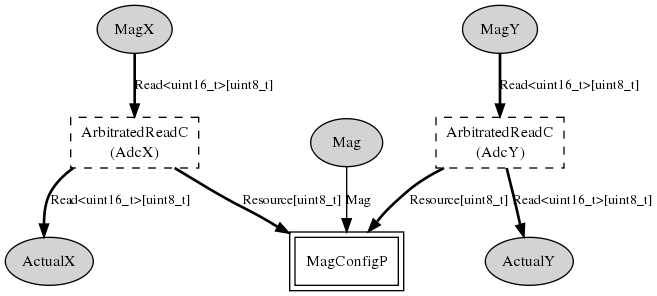 MagX
MagY
Read<uint16_t>[uint8_t]
Read<uint16_t>[uint8_t]
ArbitratedReadC
(AdcX)
Mag
ArbitratedReadC
(AdcY)
Read<uint16_t>[uint8_t]
Resource[uint8_t]
Mag
Resource[uint8_t]
Read<uint16_t>[uint8_t]
ActualX
MagConfigP
ActualY